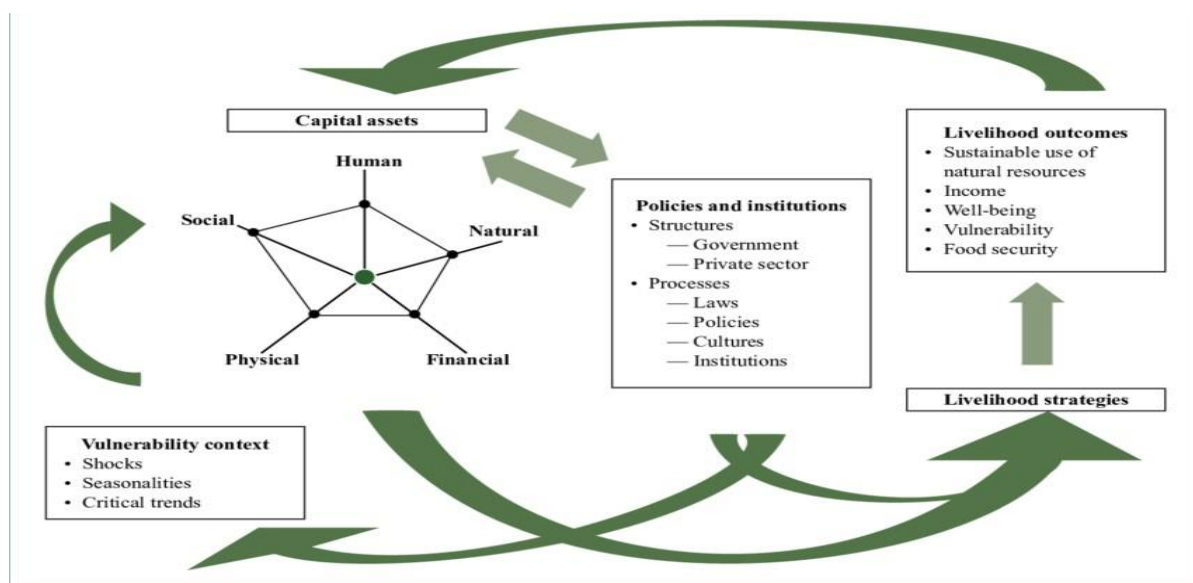 Capital assets
Human
Social
Natural
Physical
Financial
Policies and institutions
• Structures
— Government
— Private sector
• Processes
— Laws
— Policies
— Cultures
— Institutions
Livelihood outcomes
• Sustainable use of
natural resources
• Income
• Well-being
• Vulnerability
• Food security
Livelihood strategies
Vulnerability context
• Shocks
• Seasonalities
• Critical trends